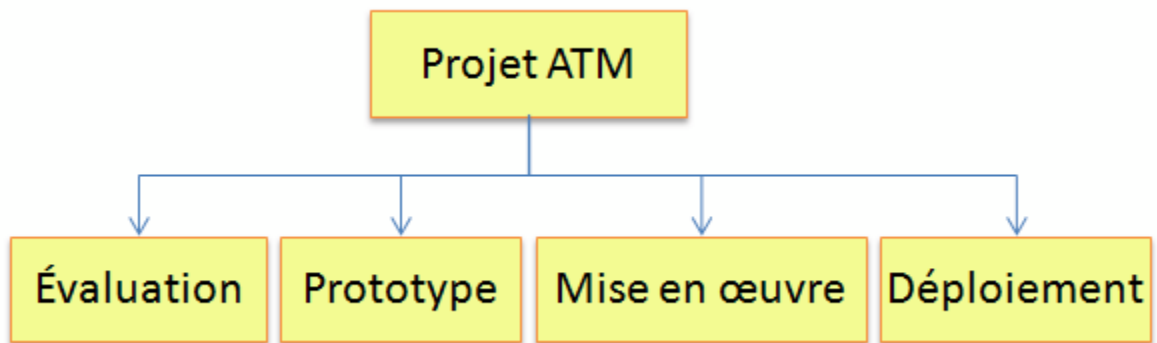 Projet ATM
Évaluation
Prototype
Mise en œuvre
Déploiement